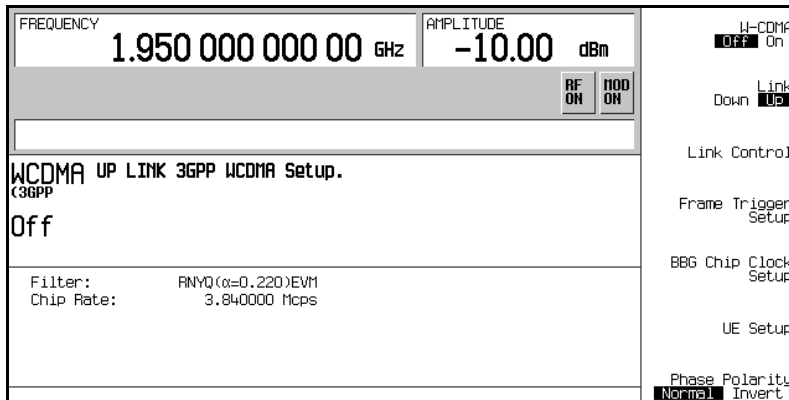 FREQUENCY
1.950 000 000 00 GHz
AMPLITUDE
-10.00 dBm
RF ON
MOD ON
WCDMA UP LINK 3GPP WCDMA Setup.
(3GPP
Off
Filter: RNYQ(α=0.220)EVM
Chip Rate: 3.840000 Mcps
W-CDMA
Off On
Link
Down Up
Link Control
Frame Trigger
Setup
BBG Chip Clock
Setup
UE Setup
Phase Polarity
Normal Invert